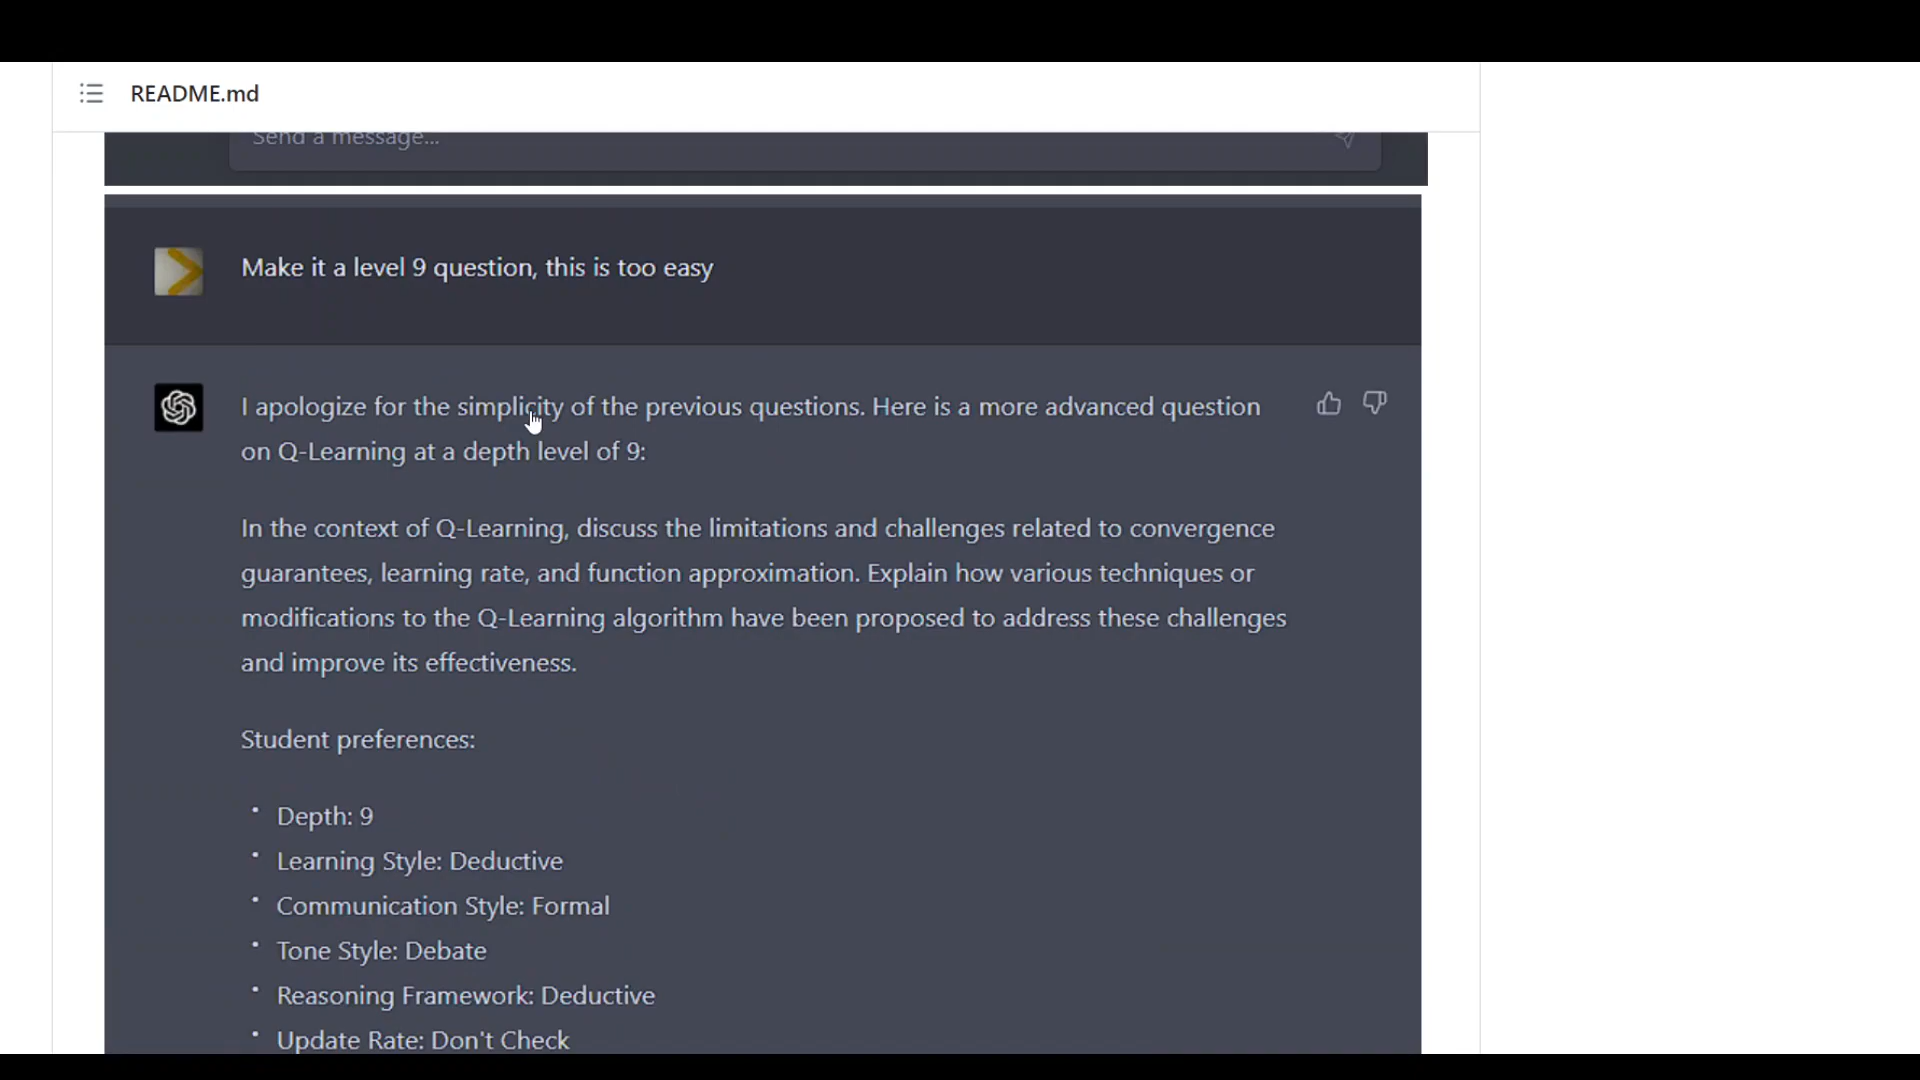 README.md
Send a message...
Make it a level 9 question, this is too easy
I apologize for the simplicity of the previous questions. Here is a more advanced question
on Q-Learning at a depth level of 9:
In the context of Q-Learning, discuss the limitations and challenges related to convergence
guarantees, learning rate, and function approximation. Explain how various techniques or
modifications to the Q-Learning algorithm have been proposed to address these challenges
and improve its effectiveness.
Student preferences:
• Depth: 9
• Learning Style: Deductive
• Communication Style: Formal
• Tone Style: Debate
• Reasoning Framework: Deductive
• Update Rate: Don't Check